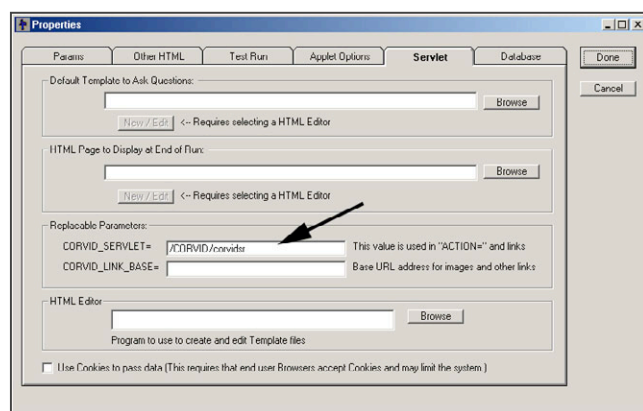 Properties
Params Other HTML Test Run Applet Options Servlet Database
Done
Cancel
Default Template to Ask Questions:
Browse
New / Edit <-- Requires selecting a HTML Editor
HTML Page to Display at End of Run:
Browse
New / Edit <-- Requires selecting a HTML Editor
Replacable Parameters:
CORVID_SERVLET= /CORVID/corvidsr This value is used in "ACTION=" and links
CORVID_LINK_BASE= Base URL address for images and other links
HTML Editor
Browse
Program to use to create and edit Template files
Use Cookies to pass data (This requires that end user Browsers accept Cookies and may limit the system.)